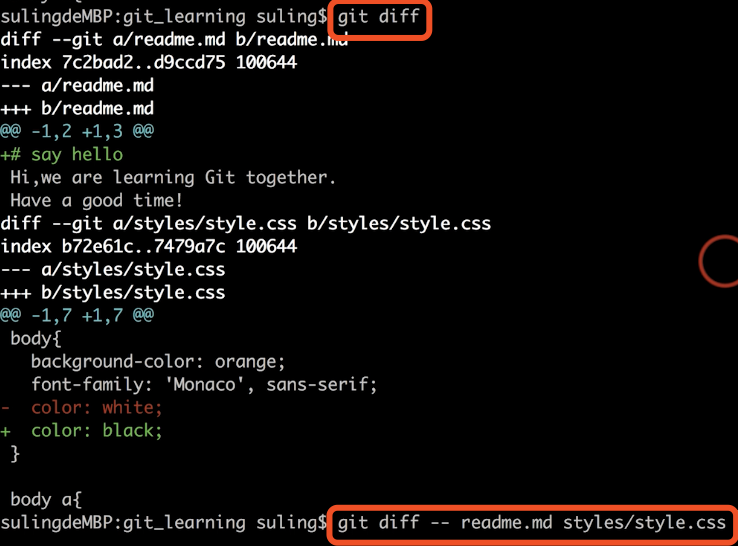 sulingdeMBP:git_learning suling$ git diff
diff --git a/readme.md b/readme.md
index 7c2bad2..d9ccd75 100644
--- a/readme.md
+++ b/readme.md
@@ -1,2 +1,3 @@
+# say hello
 Hi,we are learning Git together.
 Have a good time!
diff --git a/styles/style.css b/styles/style.css
index b72e61c..7479a7c 100644
--- a/styles/style.css
+++ b/styles/style.css
@@ -1,7 +1,7 @@
 body{
   background-color: orange;
   font-family: 'Monaco', sans-serif;
-  color: white;
+  color: black;
 }
 body a{
sulingdeMBP:git_learning suling$ git diff -- readme.md styles/style.css